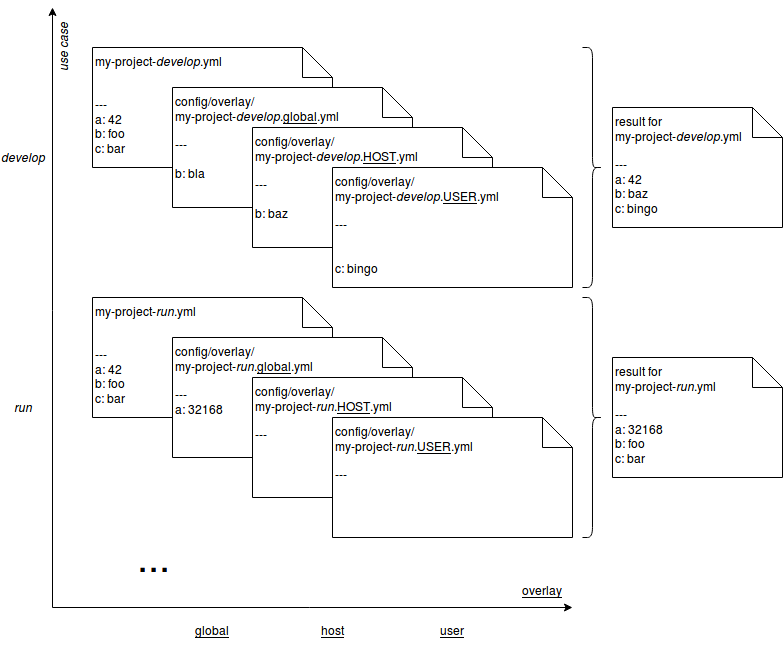 use case
my-project-develop.yml
---
a: 42
b: foo
c: bar
config/overlay/
my-project-develop.global.yml
---
b: bla
config/overlay/
my-project-develop.HOST.yml
---
b: baz
config/overlay/
my-project-develop.USER.yml
---
c: bingo
result for
my-project-develop.yml
---
a: 42
b: baz
c: bingo
develop
my-project-run.yml
---
a: 42
b: foo
c: bar
config/overlay/
my-project-run.global.yml
---
a: 32168
config/overlay/
my-project-run.HOST.yml
---
config/overlay/
my-project-run.USER.yml
---
result for
my-project-run.yml
---
a: 32168
b: foo
c: bar
run
...
overlay
global
host
user